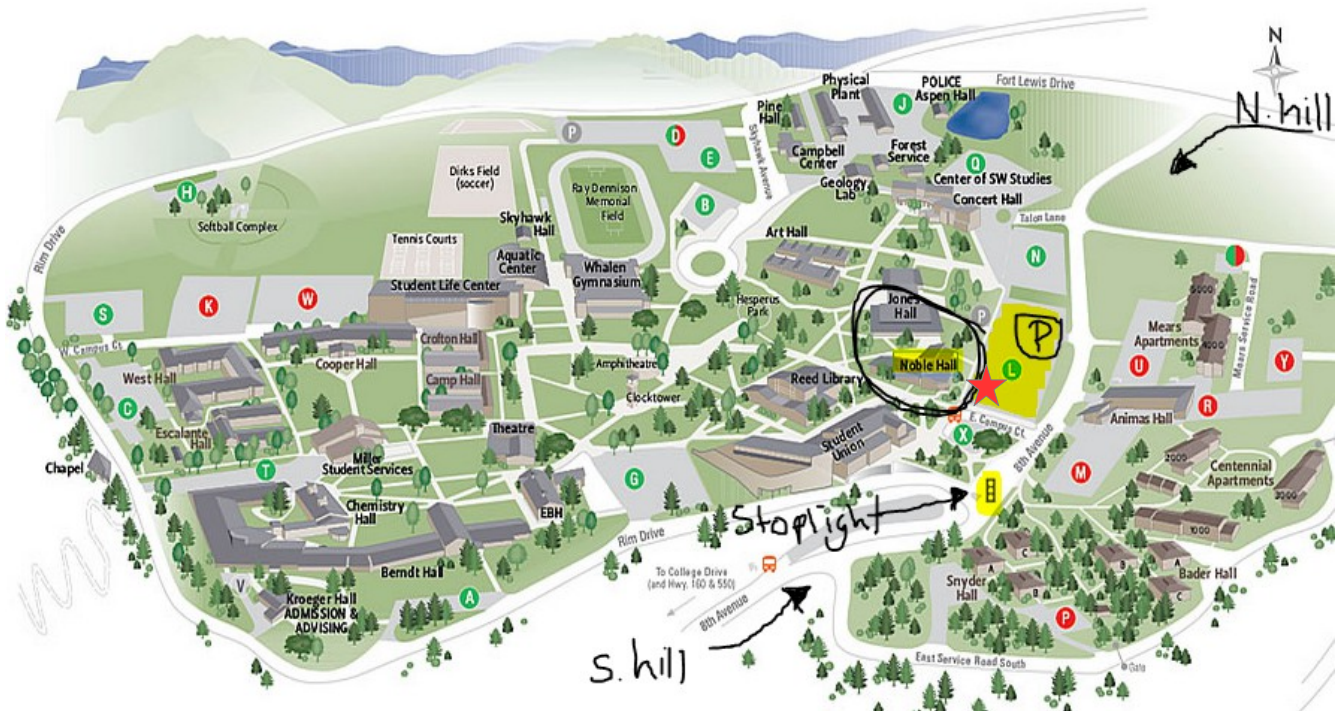 N
Fort Lewis Drive
N. hill
Physical
Plant
POLICE
Aspen Hall
J
Pine
Hall
Campbell
Center
Forest
Service
Geology
Lab
Q
Center of SW Studies
Concert Hall
Talon Lane
N
Skyhawk Avenue
P
D
E
B
Dirks Field
(soccer)
Ray Dennison
Memorial
Field
Skyhawk
Hall
H
Softball Complex
Rim Drive
Tennis Courts
Aquatic
Center
Student Life Center
Whalen
Gymnasium
Art Hall
Hesperus
Park
Jones
Hall
P
P
L
Noble Hall
S
K
W
W. Campus Ct.
West Hall
Cooper Hall
Crofton Hall
Camp Hall
Amphitheatre
Clocktower
Reed Library
E. Campus Ct.
X
8th Avenue
Mears
Apartments
5000
4000
Mears Service Road
U
Y
R
Animas Hall
M
2000
Centennial
Apartments
3000
1000
C
Escalante
Hall
Chapel
T
Miller
Student Services
Theatre
Student
Union
G
EBH
Chemistry
Hall
Berndt Hall
V
Kroeger Hall
ADMISSION &
ADVISING
A
Rim Drive
Stoplight
To College Drive
(and Hwy. 160 & 550)
8th Avenue
S. hill
Snyder
Hall
A
C
B
B
A
C
Bader Hall
P
East Service Road South
Gate